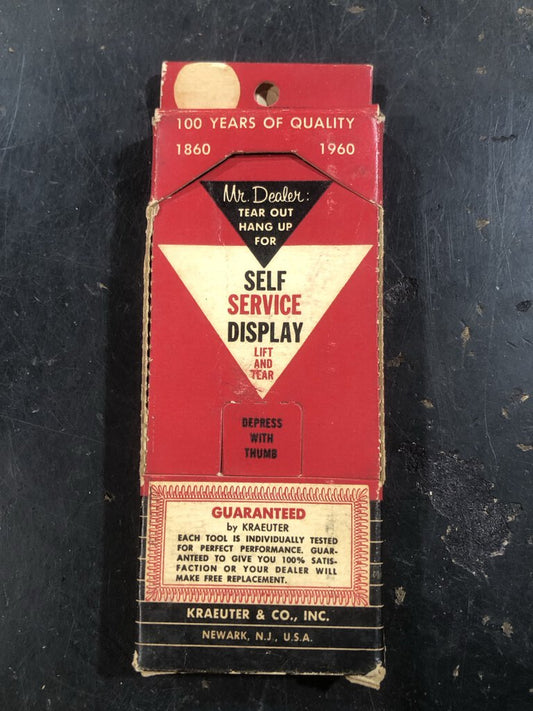 100 YEARS OF QUALITY
1860 1960
Mr. Dealer:
TEAR OUT
HANG UP
FOR
SELF
SERVICE
DISPLAY
LIFT
AND
TEAR
DEPRESS
WITH
THUMB
GUARANTEED
by KRAEUTER
EACH TOOL IS INDIVIDUALLY TESTED
FOR PERFECT PERFORMANCE. GUAR-
ANTEED TO GIVE YOU 100% SATIS-
FACTION OR YOUR DEALER WILL
MAKE FREE REPLACEMENT.
KRAEUTER & CO., INC.
NEWARK, N.J., U.S.A.